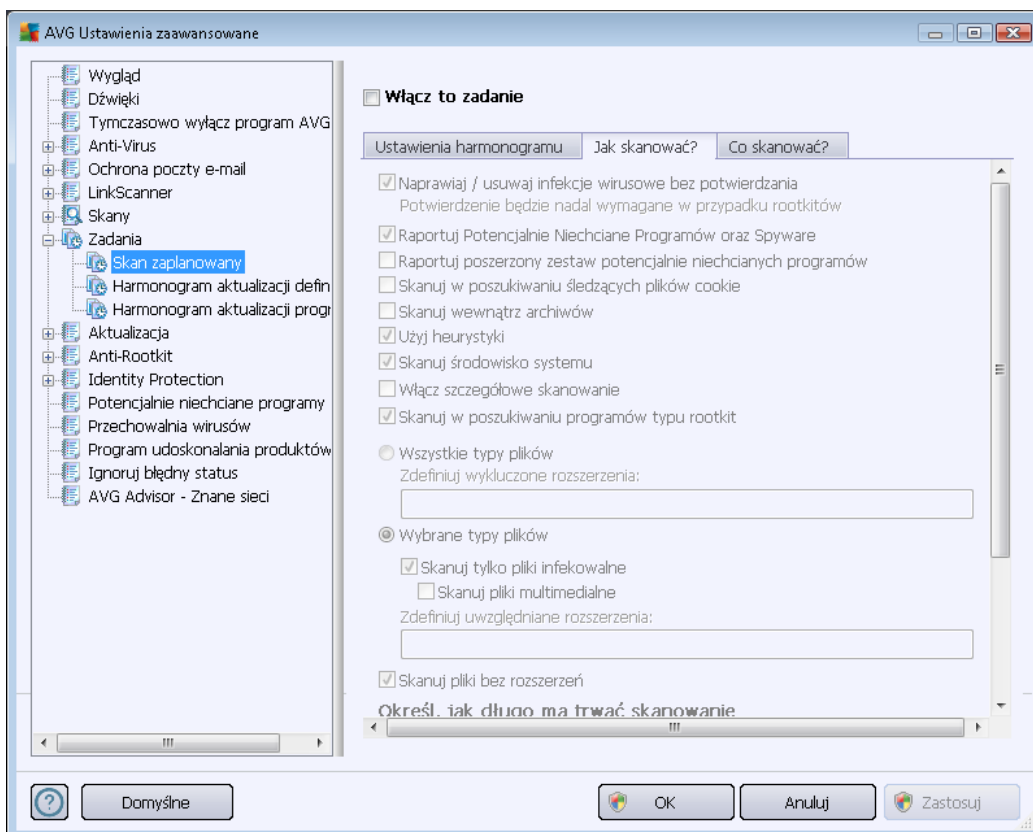 AVG Ustawienia zaawansowane
Wygląd
Dźwięki
Tymczasowo wyłącz program AVG
Anti-Virus
Ochrona poczty e-mail
LinkScanner
Skany
Zadania
Skan zaplanowany
Harmonogram aktualizacji defin
Harmonogram aktualizacji progr
Aktualizacja
Anti-Rootkit
Identity Protection
Potencjalnie niechciane programy
Przechowalnia wirusów
Program udoskonalania produktów
Ignoruj błędny status
AVG Advisor - Znane sieci
Włącz to zadanie
Ustawienia harmonogramu
Jak skanować?
Co skanować?
Naprawiaj / usuwaj infekcje wirusowe bez potwierdzania
Potwierdzenie będzie nadal wymagane w przypadku rootkitów
Raportuj Potencjalnie Niechciane Programów oraz Spyware
Raportuj poszerzony zestaw potencjalnie niechcianych programów
Skanuj w poszukiwaniu śledzących plików cookie
Skanuj wewnątrz archiwów
Użyj heurystyki
Skanuj środowisko systemu
Włącz szczegółowe skanowanie
Skanuj w poszukiwaniu programów typu rootkit
Wszystkie typy plików
Zdefiniuj wykluczone rozszerzenia:
Wybrane typy plików
Skanuj tylko pliki infekowalne
Skanuj pliki multimedialne
Zdefiniuj uwzględniane rozszerzenia:
Skanuj pliki bez rozszerzeń
Określ, jak długo ma trwać skanowanie
Domyślne
OK
Anuluj
Zastosuj